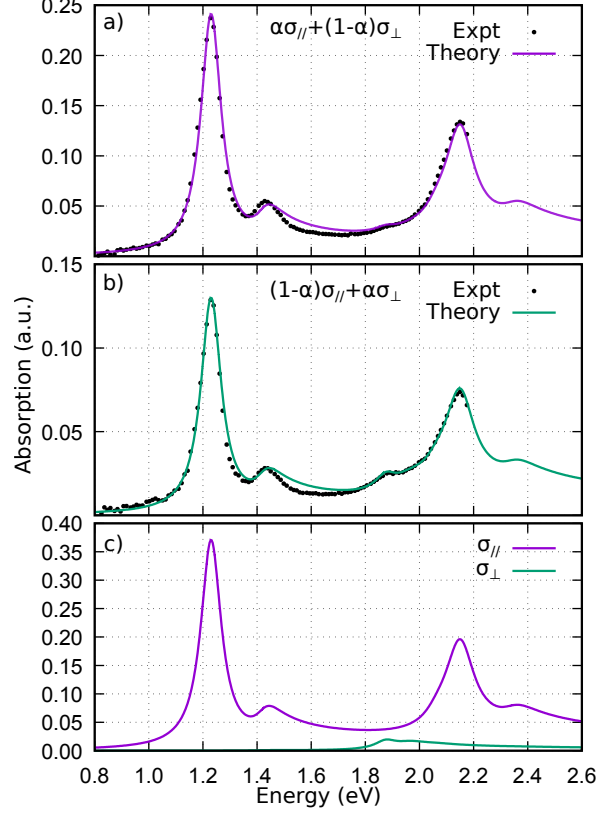 0.25
a)
ασ//+(1-α)σ⊥
Expt
Theory
0.20
0.15
0.10
0.05
0.15
b)
(1-α)σ//+ασ⊥
Expt
Theory
0.10
0.05
Absorption (a.u.)
0.40
c)
σ//
σ⊥
0.35
0.30
0.25
0.20
0.15
0.10
0.05
0.00
0.8 1.0 1.2 1.4 1.6 1.8 2.0 2.2 2.4 2.6
Energy (eV)